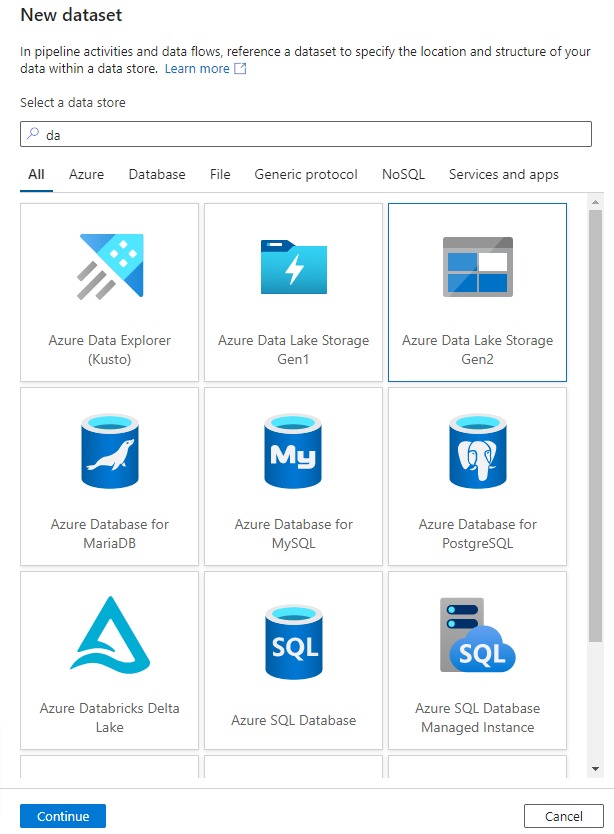 New dataset
In pipeline activities and data flows, reference a dataset to specify the location and structure of your
data within a data store. Learn more
Select a data store
da
All Azure Database File Generic protocol NoSQL Services and apps
Azure Data Explorer
(Kusto)
Azure Data Lake Storage
Gen1
Azure Data Lake Storage
Gen2
Azure Database for
MariaDB
My
Azure Database for
MySQL
Azure Database for
PostgreSQL
Azure Databricks Delta
Lake
SQL
Azure SQL Database
SQL
Azure SQL Database
Managed Instance
Continue
Cancel